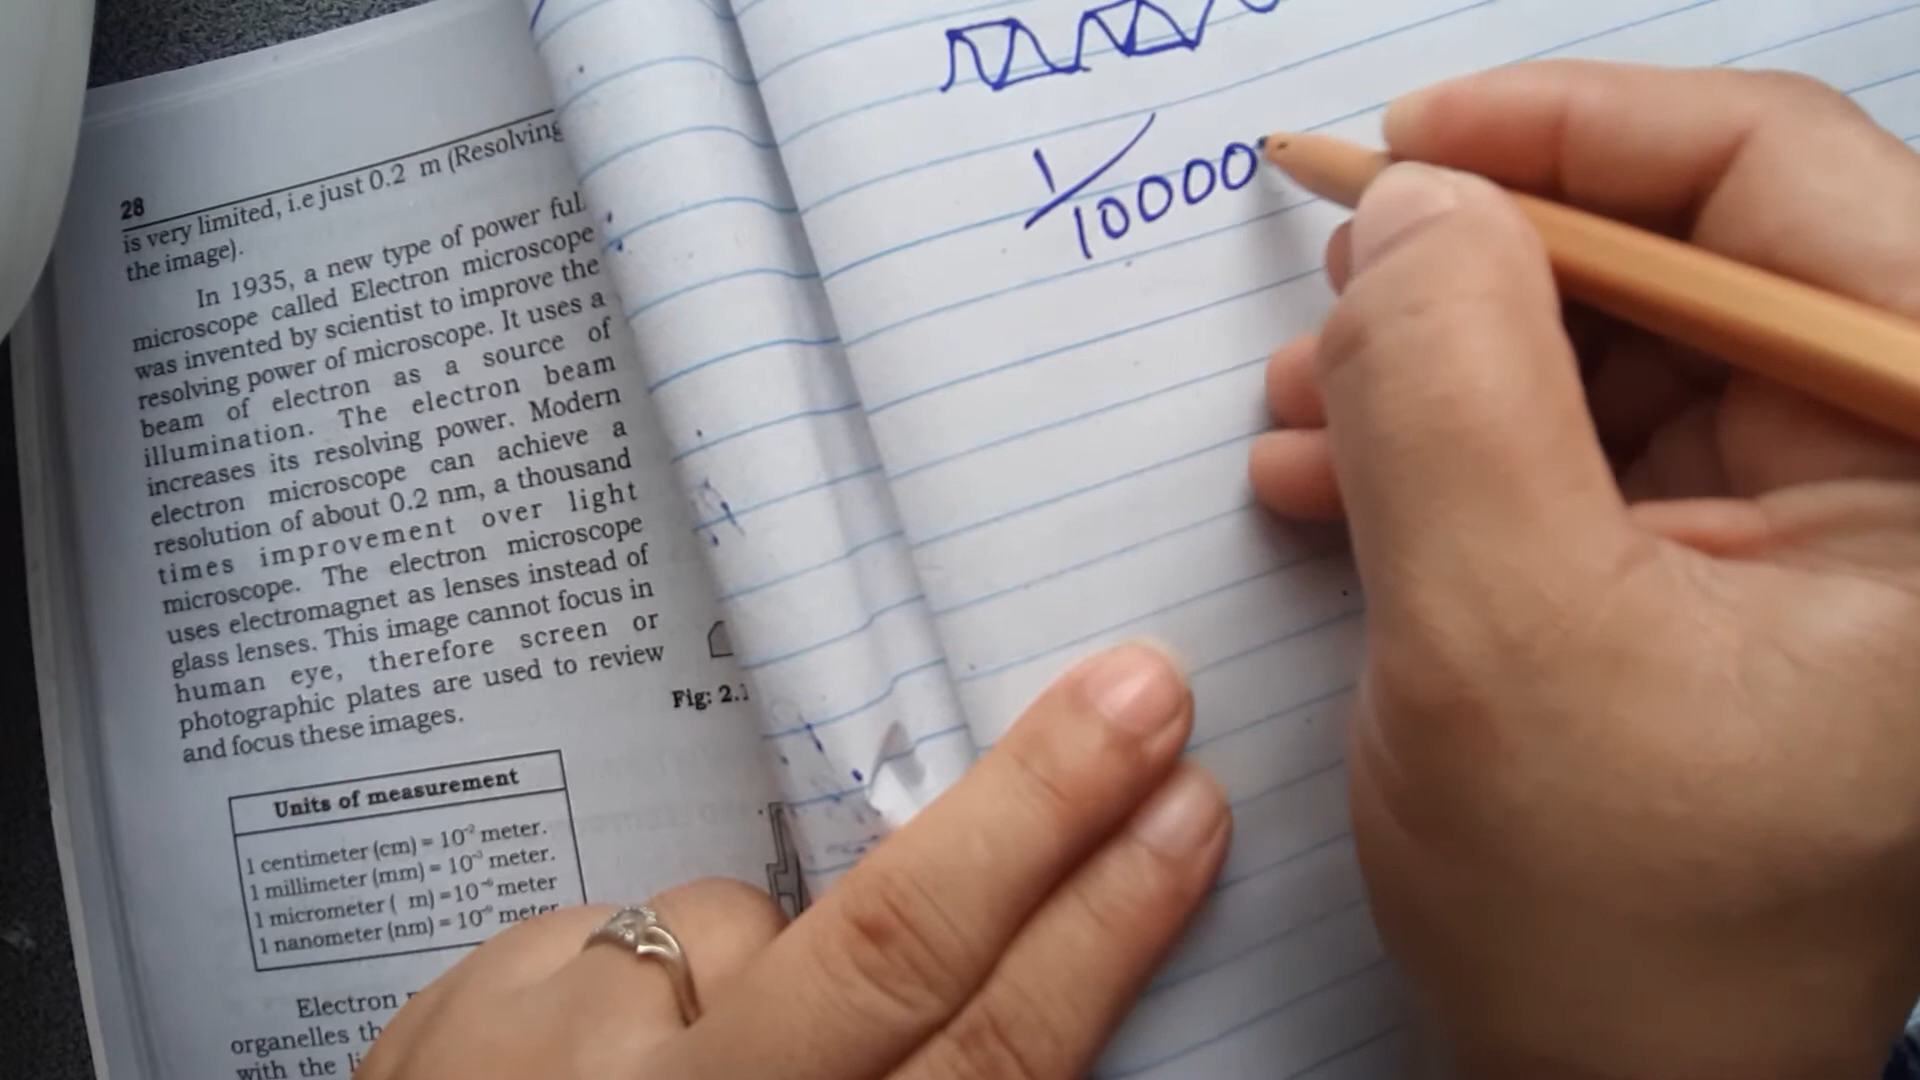 28
is very limited, i.e just 0.2 m (Resolving
the image).
In 1935, a new type of power ful
microscope called Electron microscope
was invented by scientist to improve the
resolving power of microscope. It uses a
beam of electron as a source of
illumination. The electron beam
increases its resolving power. Modern
electron microscope can achieve a
resolution of about 0.2 nm, a thousand
times improvement over light
microscope. The electron microscope
uses electromagnet as lenses instead of
glass lenses. This image cannot focus in
human eye, therefore screen or
photographic plates are used to review
and focus these images.
Fig: 2.1
Units of measurement
1 centimeter (cm) = 10⁻² meter.
1 millimeter (mm) = 10⁻³ meter.
1 micrometer ( m) =10⁻⁶ meter
1 nanometer (nm) = 10⁻⁹ meter
Electron
organelles th
with the li
1/10000